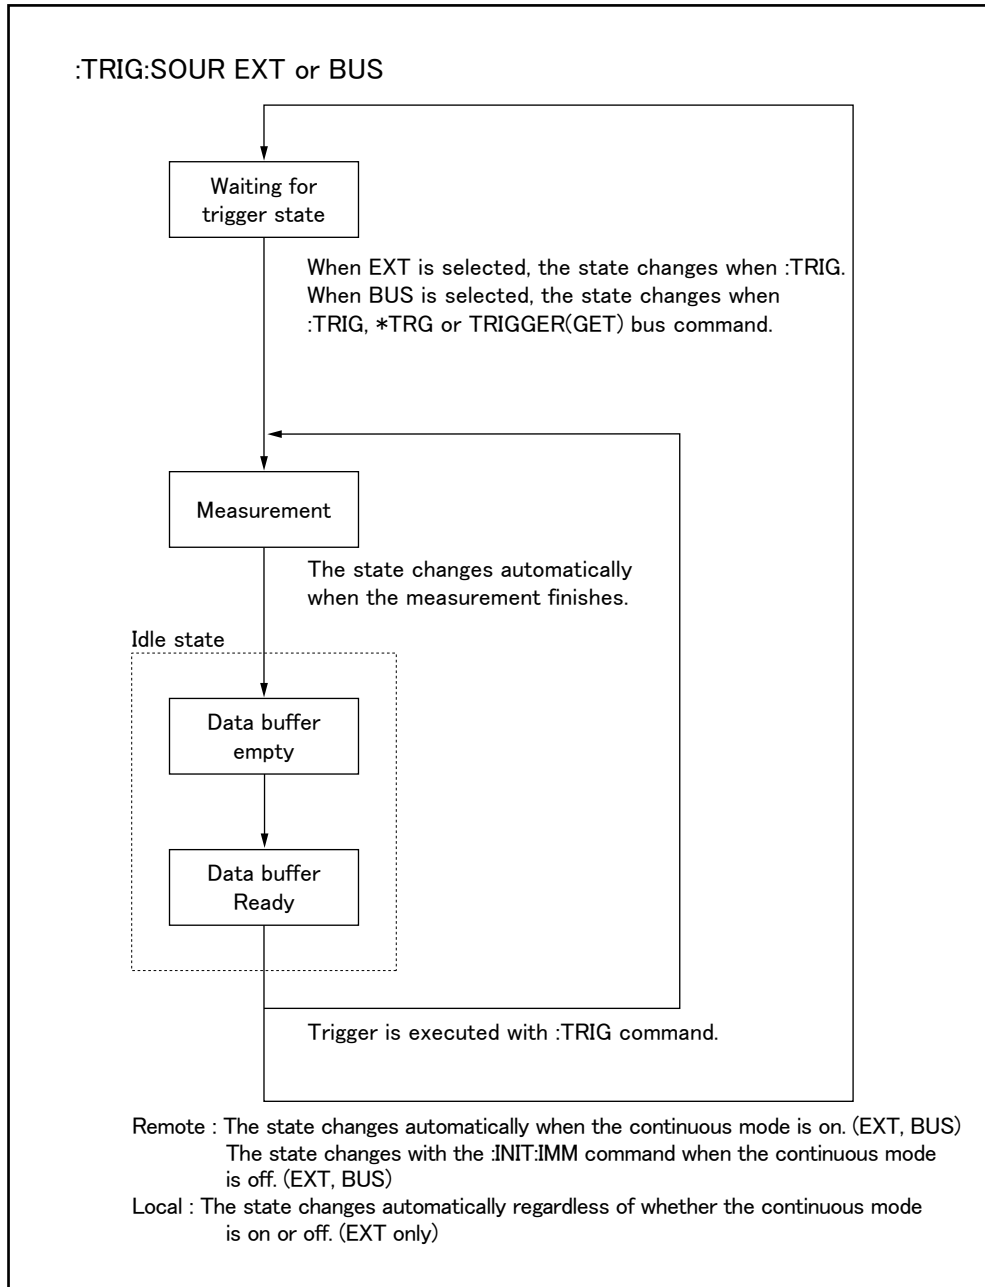 :TRIG:SOUR EXT or BUS
Waiting for
trigger state
When EXT is selected, the state changes when :TRIG.
When BUS is selected, the state changes when
:TRIG, *TRG or TRIGGER(GET) bus command.
Measurement
The state changes automatically
when the measurement finishes.
Idle state
Data buffer
empty
Data buffer
Ready
Trigger is executed with :TRIG command.
Remote : The state changes automatically when the continuous mode is on. (EXT, BUS)
The state changes with the :INIT:IMM command when the continuous mode
is off. (EXT, BUS)
Local : The state changes automatically regardless of whether the continuous mode
is on or off. (EXT only)